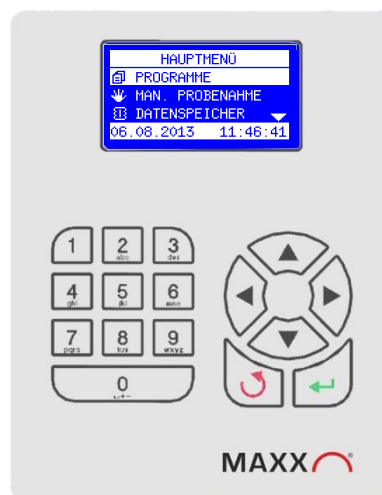 HAUPTMENÜ
PROGRAMME
MAN. PROBENAHME
DATENSPEICHER
06.08.2013 11:46:41
1 2 3
abc def
4 5 6
ghi jkl mno
7 8 9
pqrs tuv wxyz
0
MAXX